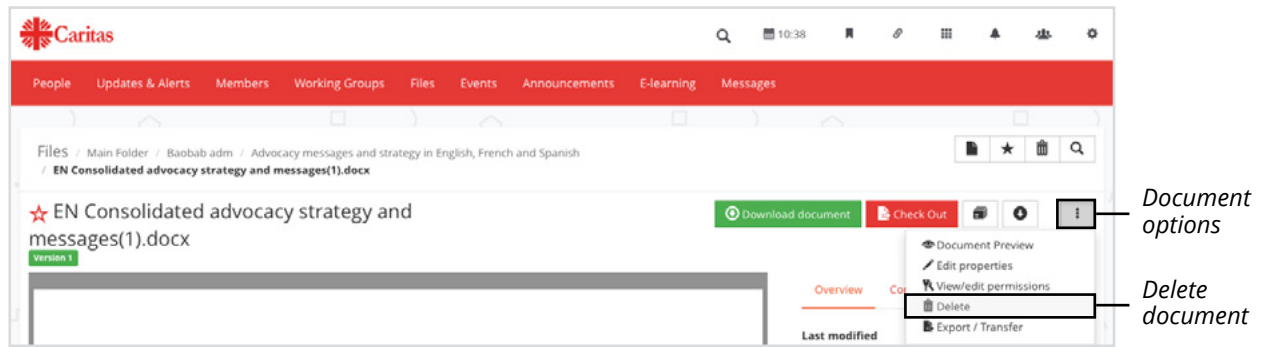 Caritas
10:38
People Updates & Alerts Members Working Groups Files Events Announcements E-learning Messages
Files / Main Folder / Baobab adm / Advocacy messages and strategy in English, French and Spanish
/ EN Consolidated advocacy strategy and messages(1).docx
EN Consolidated advocacy strategy and
messages(1).docx
Version 1
Download document Check Out
Document
options
Document Preview
Edit properties
View/edit permissions
Delete
Export / Transfer
Delete
document
Overview
Last modified